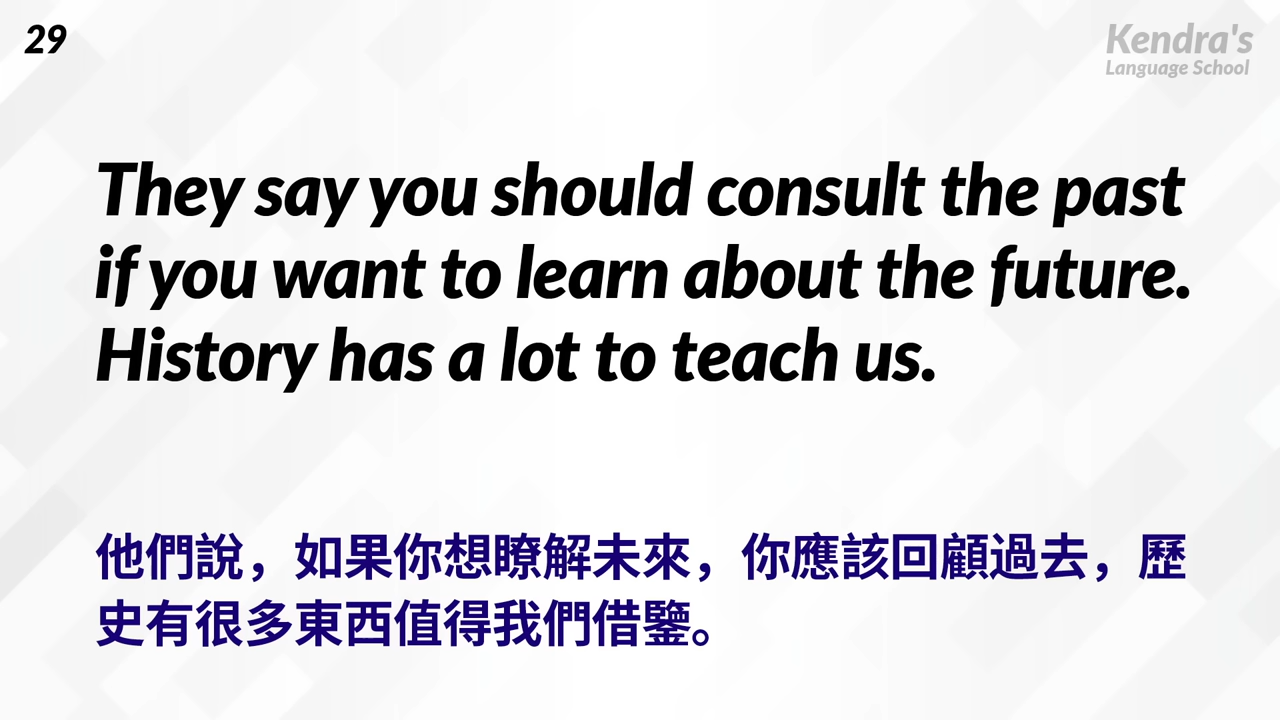 29
Kendra's
Language School
They say you should consult the past
if you want to learn about the future.
History has a lot to teach us.
他們說，如果你想瞭解未來，你應該回顧過去，歷
史有很多東西值得我們借鑒。